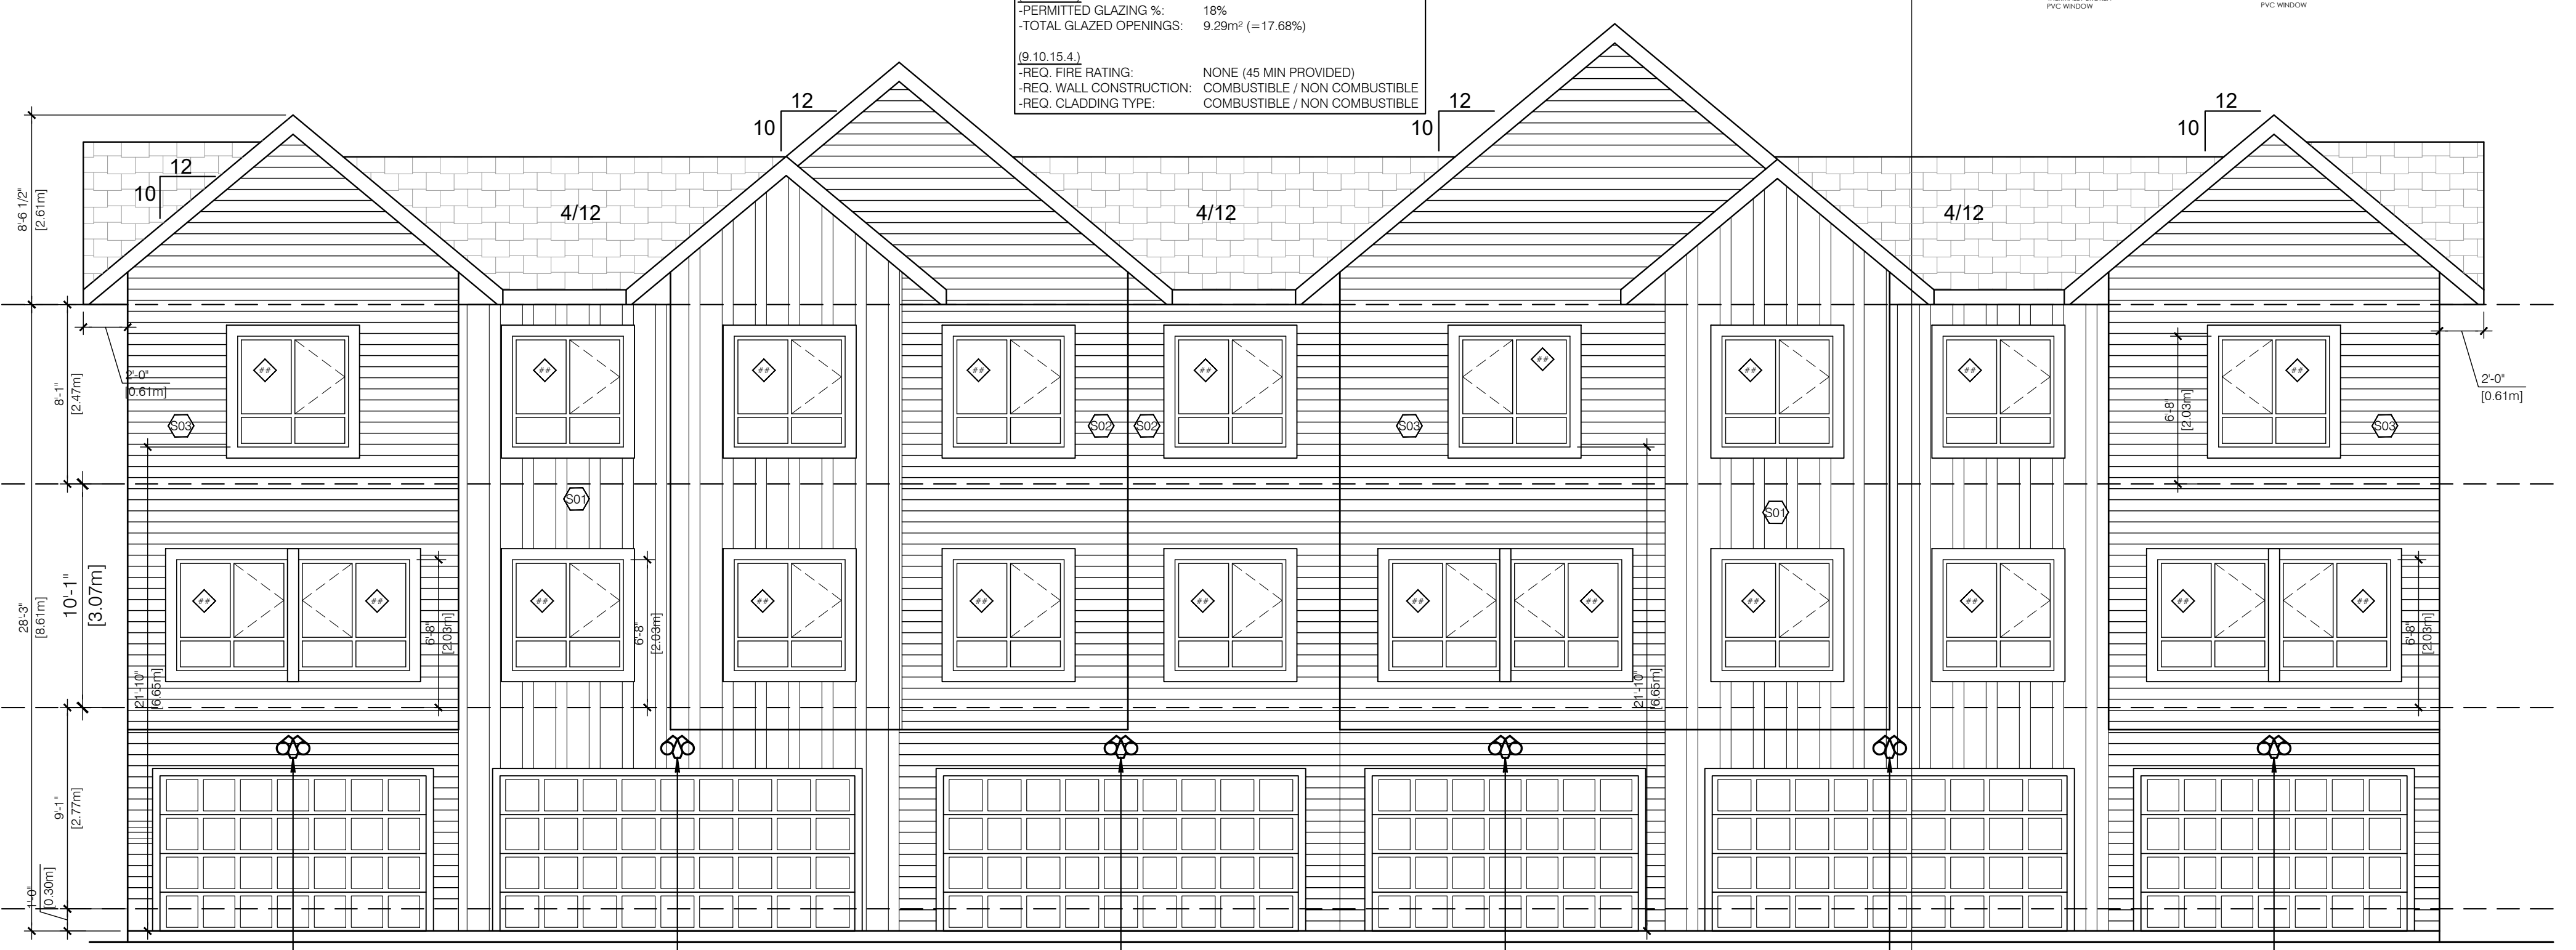 -PERMITTED GLAZING %: 18%
-TOTAL GLAZED OPENINGS: 9.29m² (=17.68%)
(9.10.15.4.)
-REQ. FIRE RATING: NONE (45 MIN PROVIDED)
-REQ. WALL CONSTRUCTION: COMBUSTIBLE / NON COMBUSTIBLE
-REQ. CLADDING TYPE: COMBUSTIBLE / NON COMBUSTIBLE
PVC WINDOW
PVC WINDOW
12
10
12
10
12
10
12
10
4/12
4/12
4/12
8'-6 1/2"
[2.61m]
8'-1"
[2.47m]
2'-0"
[0.61m]
2'-0"
[0.61m]
##
##
##
##
##
##
##
##
##
6'-8"
[2.03m]
S03
S02
S02
S03
S03
S01
S01
28'-3"
[8.61m]
10'-1"
[3.07m]
##
##
##
##
##
##
##
##
##
##
##
##
6'-8"
[2.03m]
6'-8"
[2.03m]
6'-8"
[2.03m]
21'-10"
[6.65m]
21'-10"
[6.65m]
9'-1"
[2.77m]
1'-0"
[0.30m]